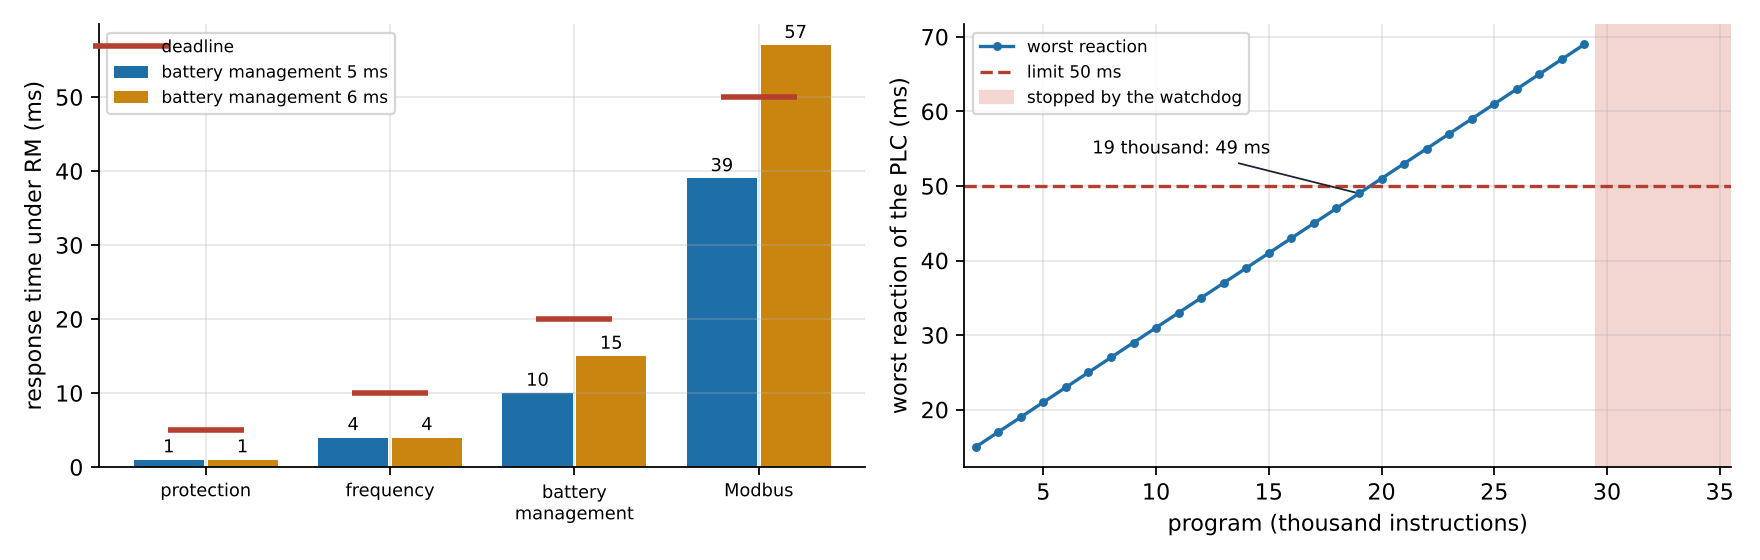 response time under RM (ms)
0
10
20
30
40
50
deadline
battery management 5 ms
battery management 6 ms
1
1
4
4
10
15
39
57
protection
frequency
battery
management
Modbus
worst reaction of the PLC (ms)
20
30
40
50
60
70
worst reaction
limit 50 ms
stopped by the watchdog
19 thousand: 49 ms
5
10
15
20
25
30
35
program (thousand instructions)